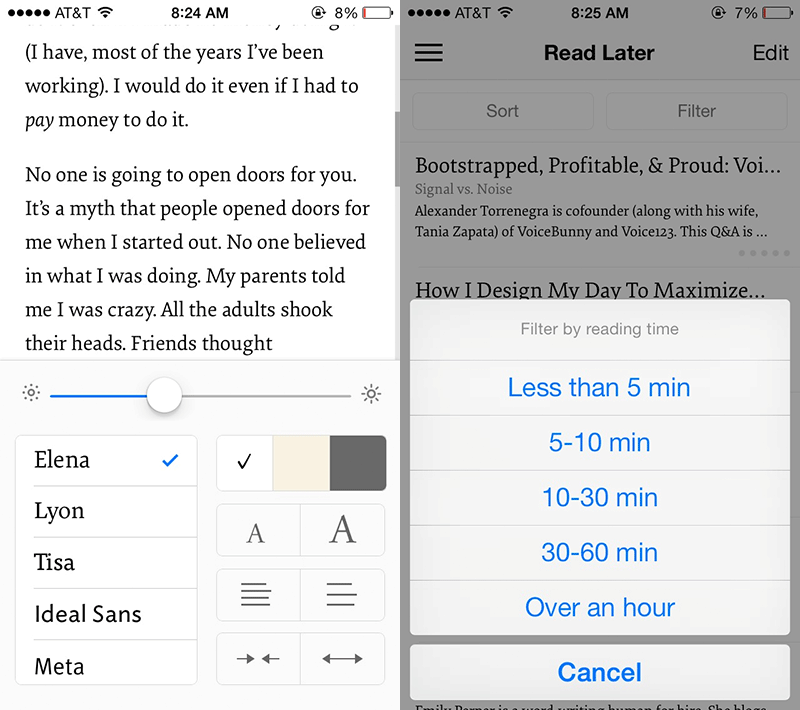 AT&T 8:24 AM 8%
(I have, most of the years I've been
working). I would do it even if I had to
pay money to do it.
No one is going to open doors for you.
It's a myth that people opened doors for
me when I started out. No one believed
in what I was doing. My parents told
me I was crazy. All the adults shook
their heads. Friends thought
Elena
Lyon
Tisa
Ideal Sans
Meta
A A
AT&T 8:25 AM 7%
Read Later Edit
Sort Filter
Bootstrapped, Profitable, & Proud: Voi...
Signal vs. Noise
Alexander Torrenegra is cofounder (along with his wife,
Tania Zapata) of VoiceBunny and Voice123. This Q&A is ...
How I Design My Day To Maximize...
Filter by reading time
Less than 5 min
5-10 min
10-30 min
30-60 min
Over an hour
Cancel